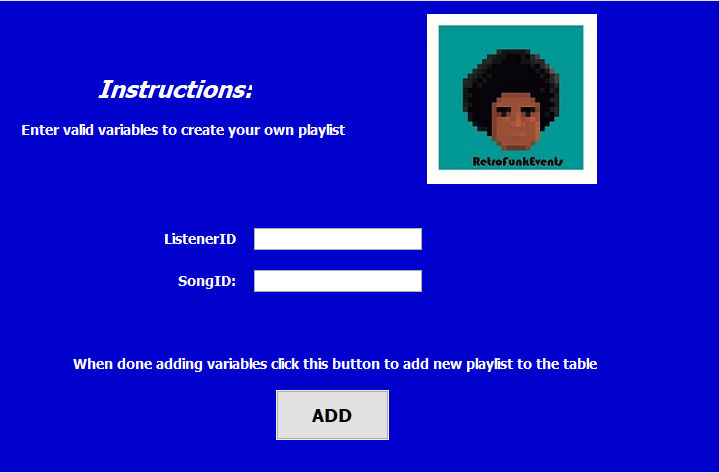 Instructions:
Enter valid variables to create your own playlist
RetroFunkEvents
ListenerID
SongID:
When done adding variables click this button to add new playlist to the table
ADD